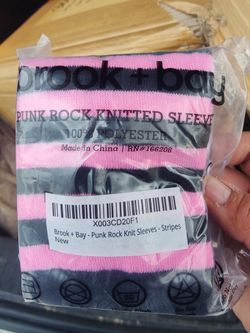 brook + bay
PUNK ROCK KNITTED SLEEVE
100% POLYESTER
Made in China | RN#166208
X003CD20F1
Brook + Bay - Punk Rock Knit Sleeves - Stripes
New